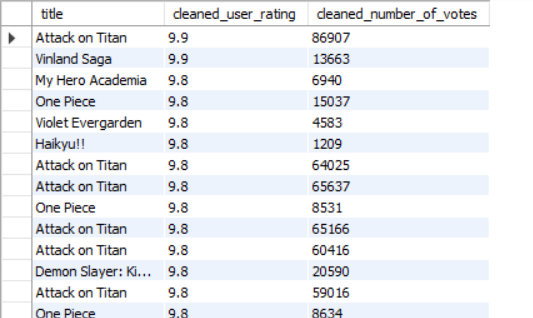 title cleaned_user_rating cleaned_number_of_votes
Attack on Titan 9.9 86907
Vinland Saga 9.9 13663
My Hero Academia 9.8 6940
One Piece 9.8 15037
Violet Evergarden 9.8 4583
Haikyu!! 9.8 1209
Attack on Titan 9.8 64025
Attack on Titan 9.8 65637
One Piece 9.8 8531
Attack on Titan 9.8 65166
Attack on Titan 9.8 60416
Demon Slayer: Ki... 9.8 20590
Attack on Titan 9.8 59016
One Piece 9.8 8634